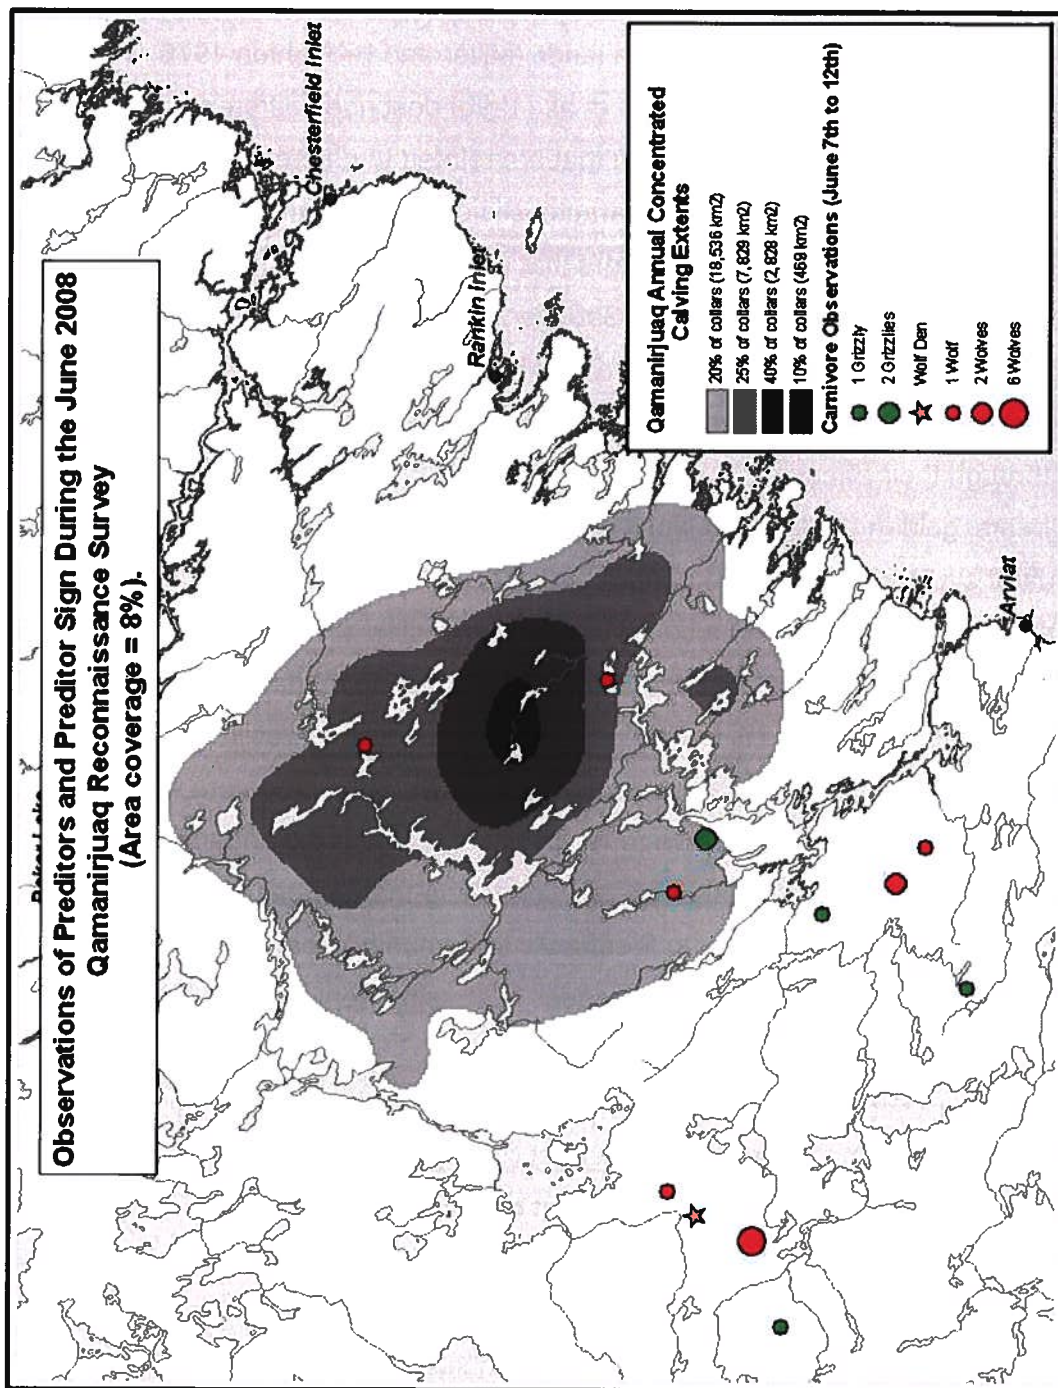 Observations of Preditors and Preditor Sign During the June 2008
Qamanirjuaq Reconnaissance Survey
(Area coverage = 8%).
Chesterfield Inlet
Rankin Inlet
Arviat
Qamanirjuaq Annual Concentrated
Calving Extents
20% of collars (18,536 km2)
25% of collars (7,829 km2)
40% of collars (2,828 km2)
10% of collars (469 km2)
Carnivore Observations (June 7th to 12th)
1 Grizzly
2 Grizzlies
Wolf Den
1 Wolf
2 Wolves
6 Wolves